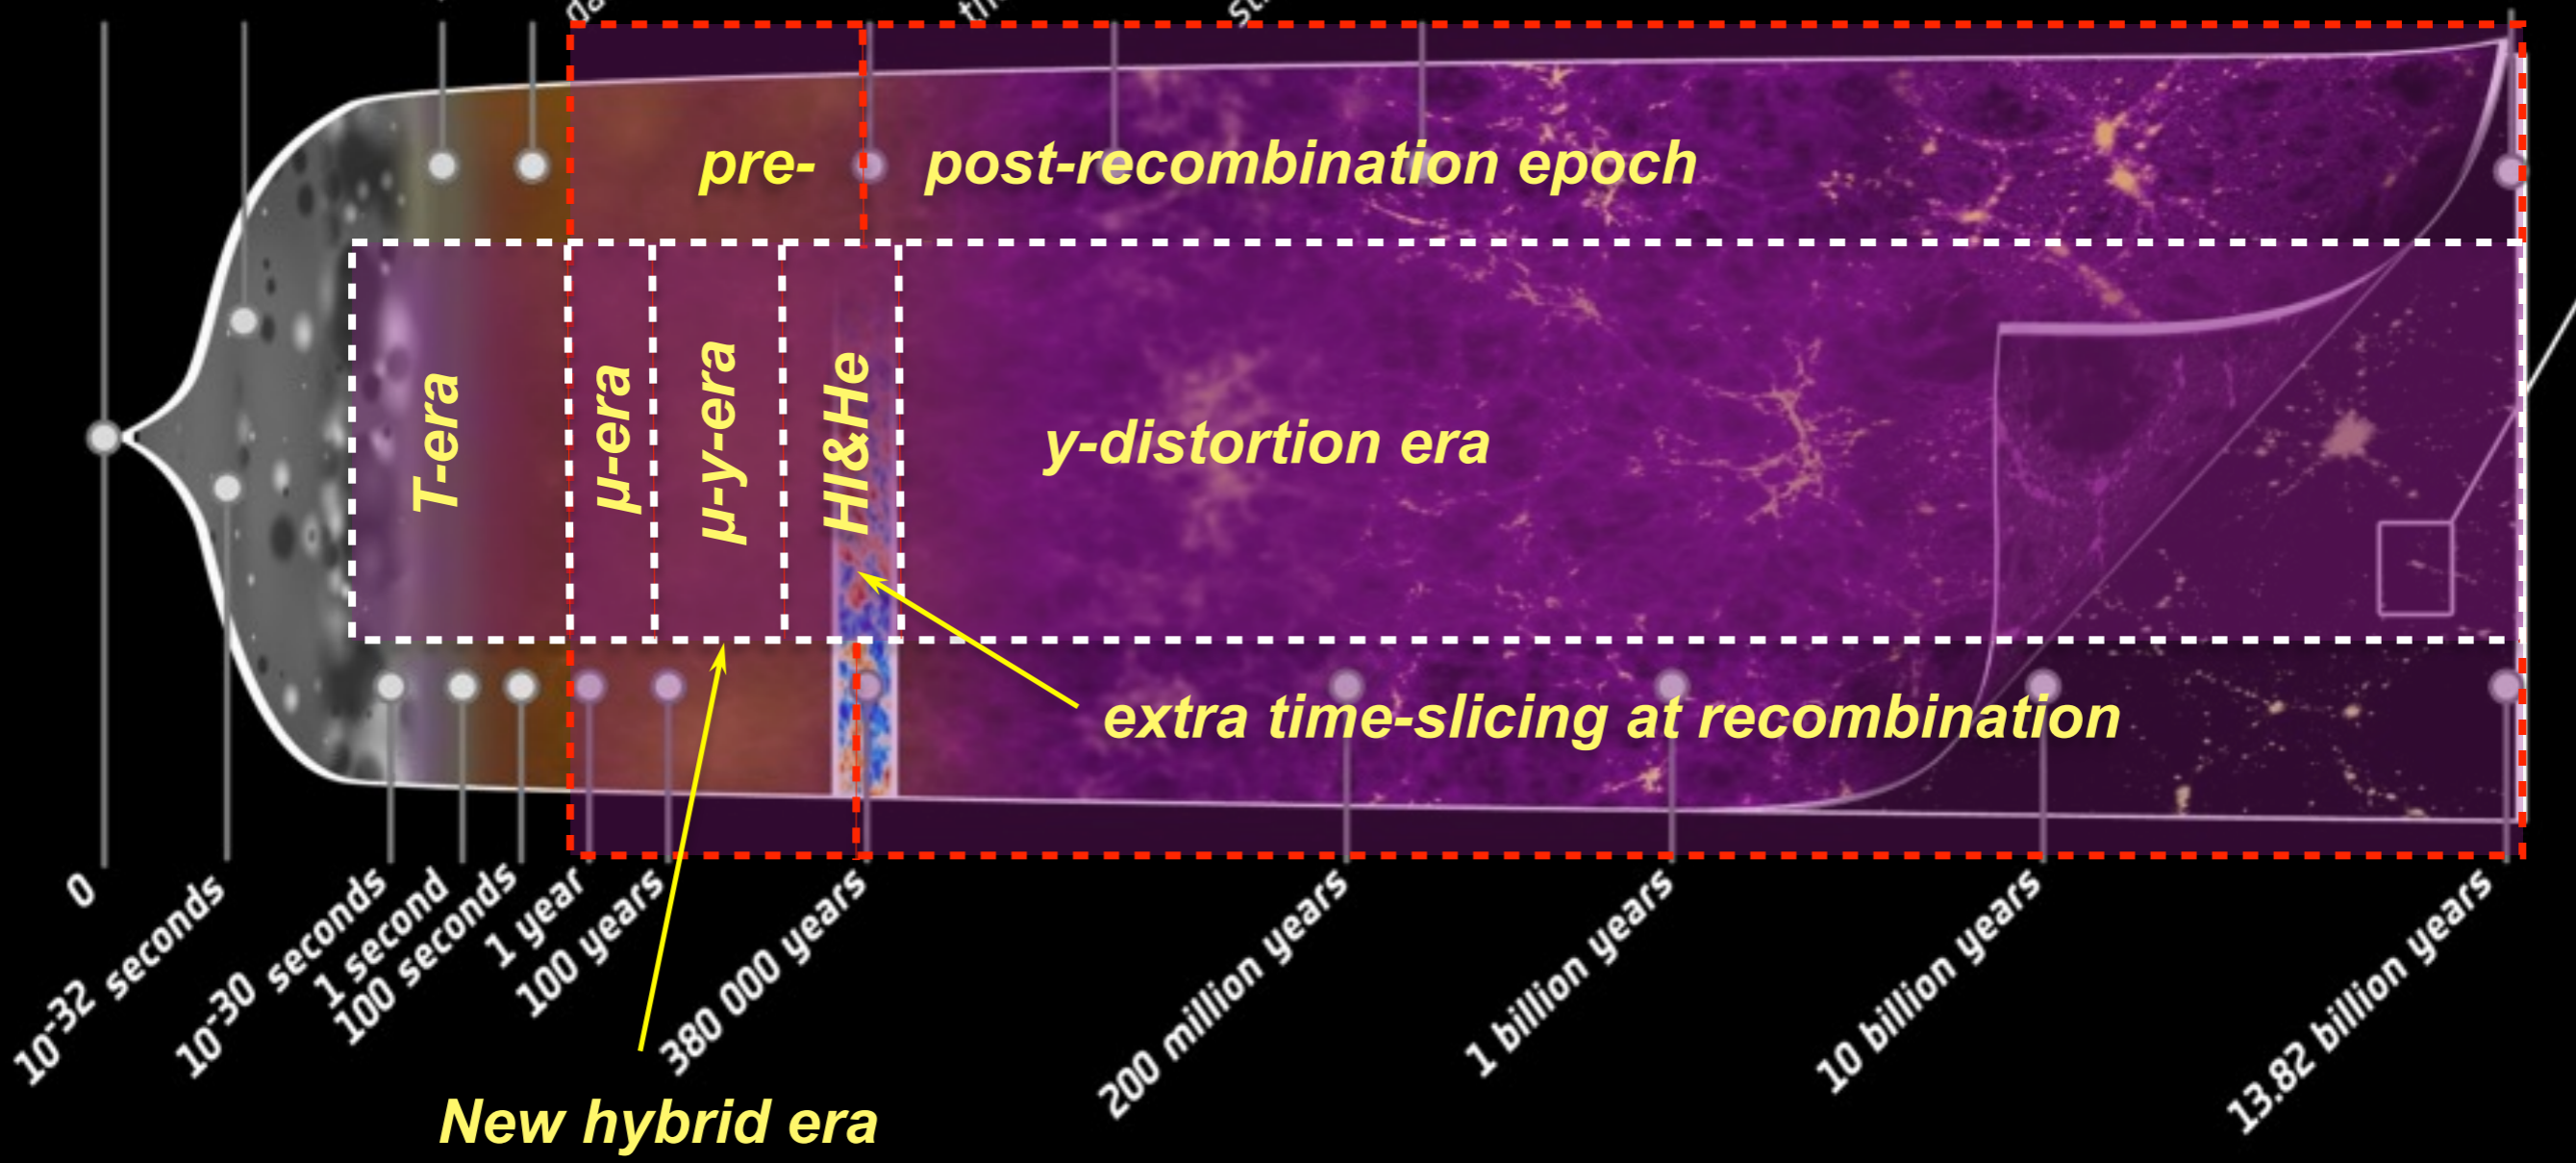 pre-
post-recombination epoch
T-era
μ-era
μ-y-era
HI&He
y-distortion era
extra time-slicing at recombination
0
10-32 seconds
10-30 seconds
1 second
100 seconds
1 year
100 years
380 000 years
200 million years
1 billion years
10 billion years
13.82 billion years
New hybrid era